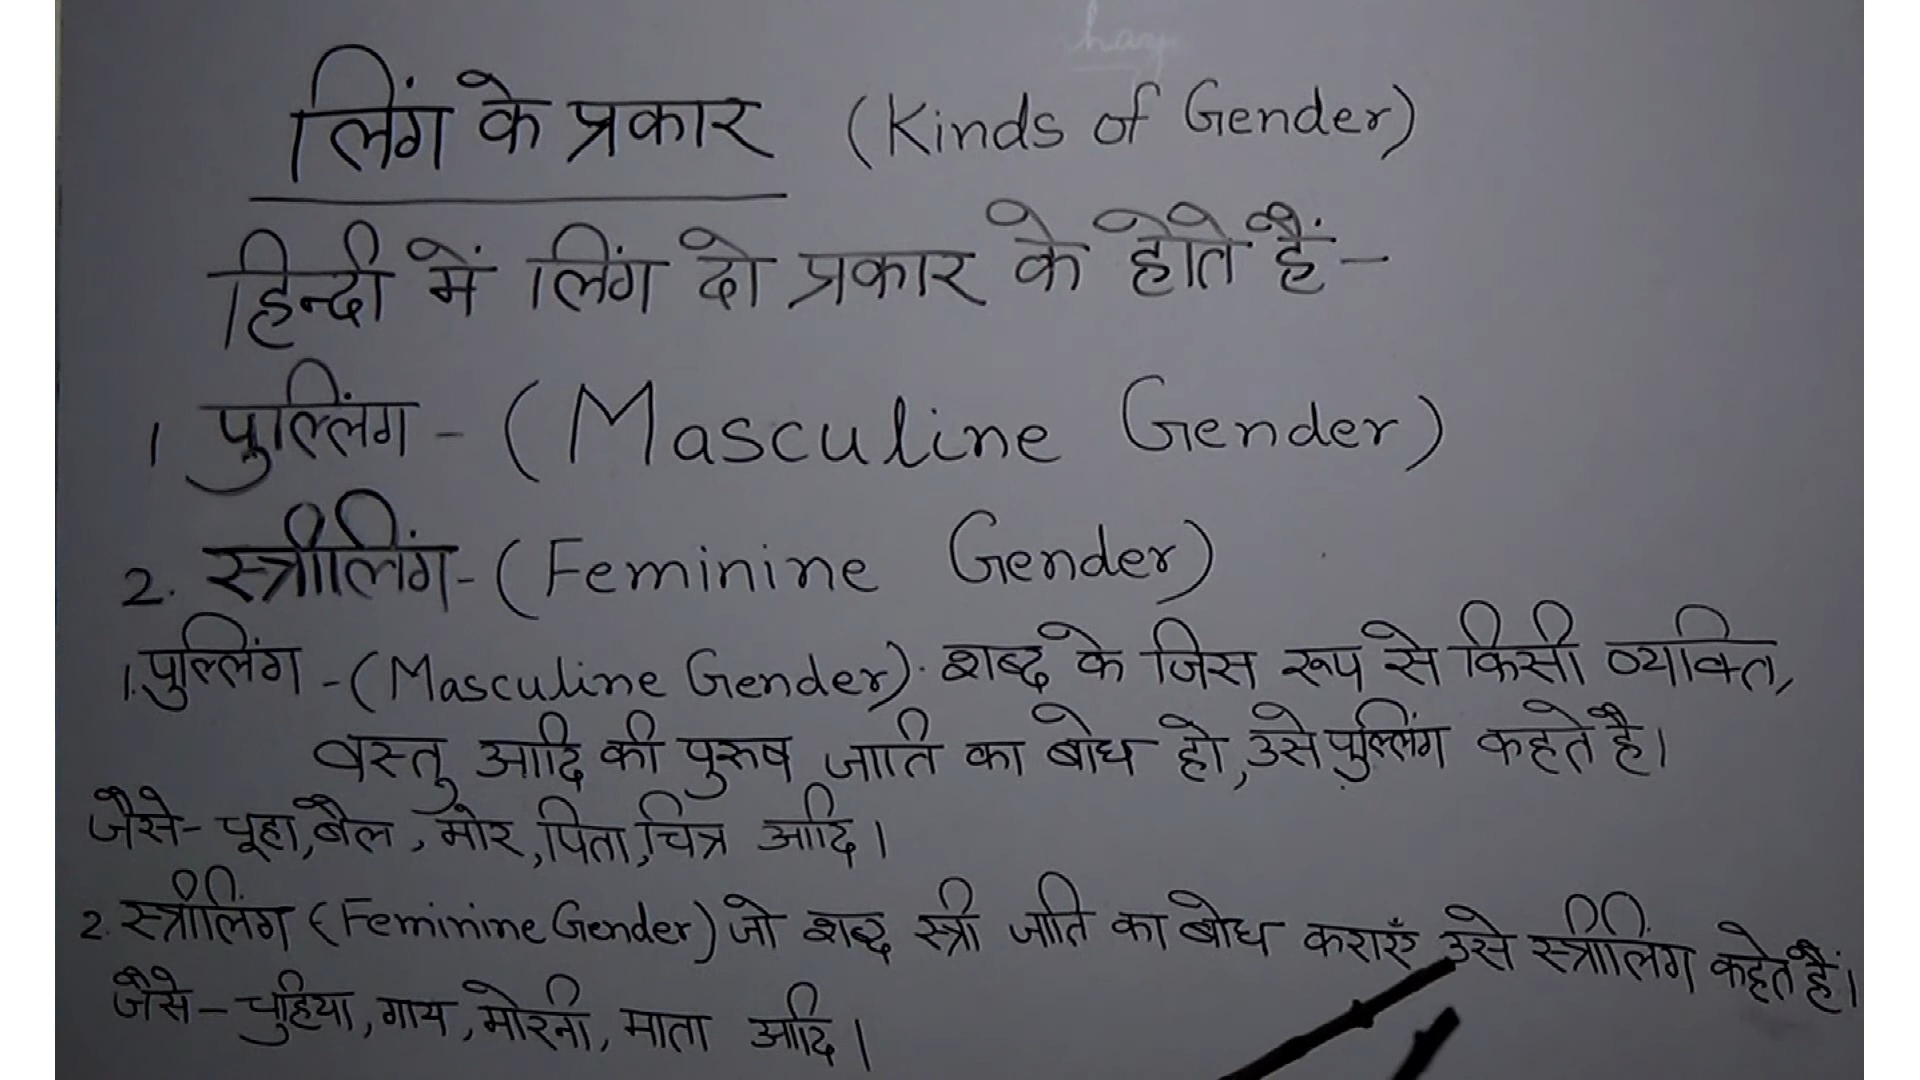 लिंग के प्रकार (Kinds of Gender)
हिन्दी में लिंग दो प्रकार के होते हैं-
1 पुल्लिंग - (Masculine Gender)
2. स्त्रीलिंग - (Feminine Gender)
1. पुल्लिंग - (Masculine Gender). शब्द के जिस रूप से किसी व्यक्ति,
वस्तु आदि की पुरुष जाति का बोध हो, उसे पुल्लिंग कहते है।
जैसे- चूहा, बैल, मोर, पिता, चित्र आदि।
2. स्त्रीलिंग (Feminine Gender) जो शब्द स्त्री जाति का बोध कराएँ उसे स्त्रीलिंग कहते हैं।
जैसे- चुहिया, गाय, मोरनी, माता आदि।